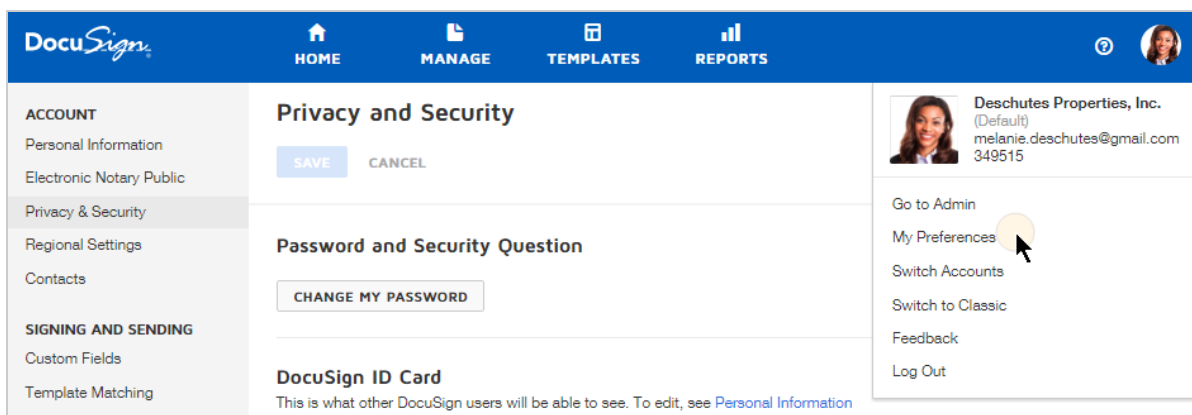 DocuSign
HOME
MANAGE
TEMPLATES
REPORTS
ACCOUNT
Personal Information
Electronic Notary Public
Privacy & Security
Regional Settings
Contacts
SIGNING AND SENDING
Custom Fields
Template Matching
Privacy and Security
SAVE CANCEL
Password and Security Question
CHANGE MY PASSWORD
DocuSign ID Card
This is what other DocuSign users will be able to see. To edit, see Personal Information
Deschutes Properties, Inc.
(Default)
melanie.deschutes@gmail.com
349515
Go to Admin
My Preferences
Switch Accounts
Switch to Classic
Feedback
Log Out